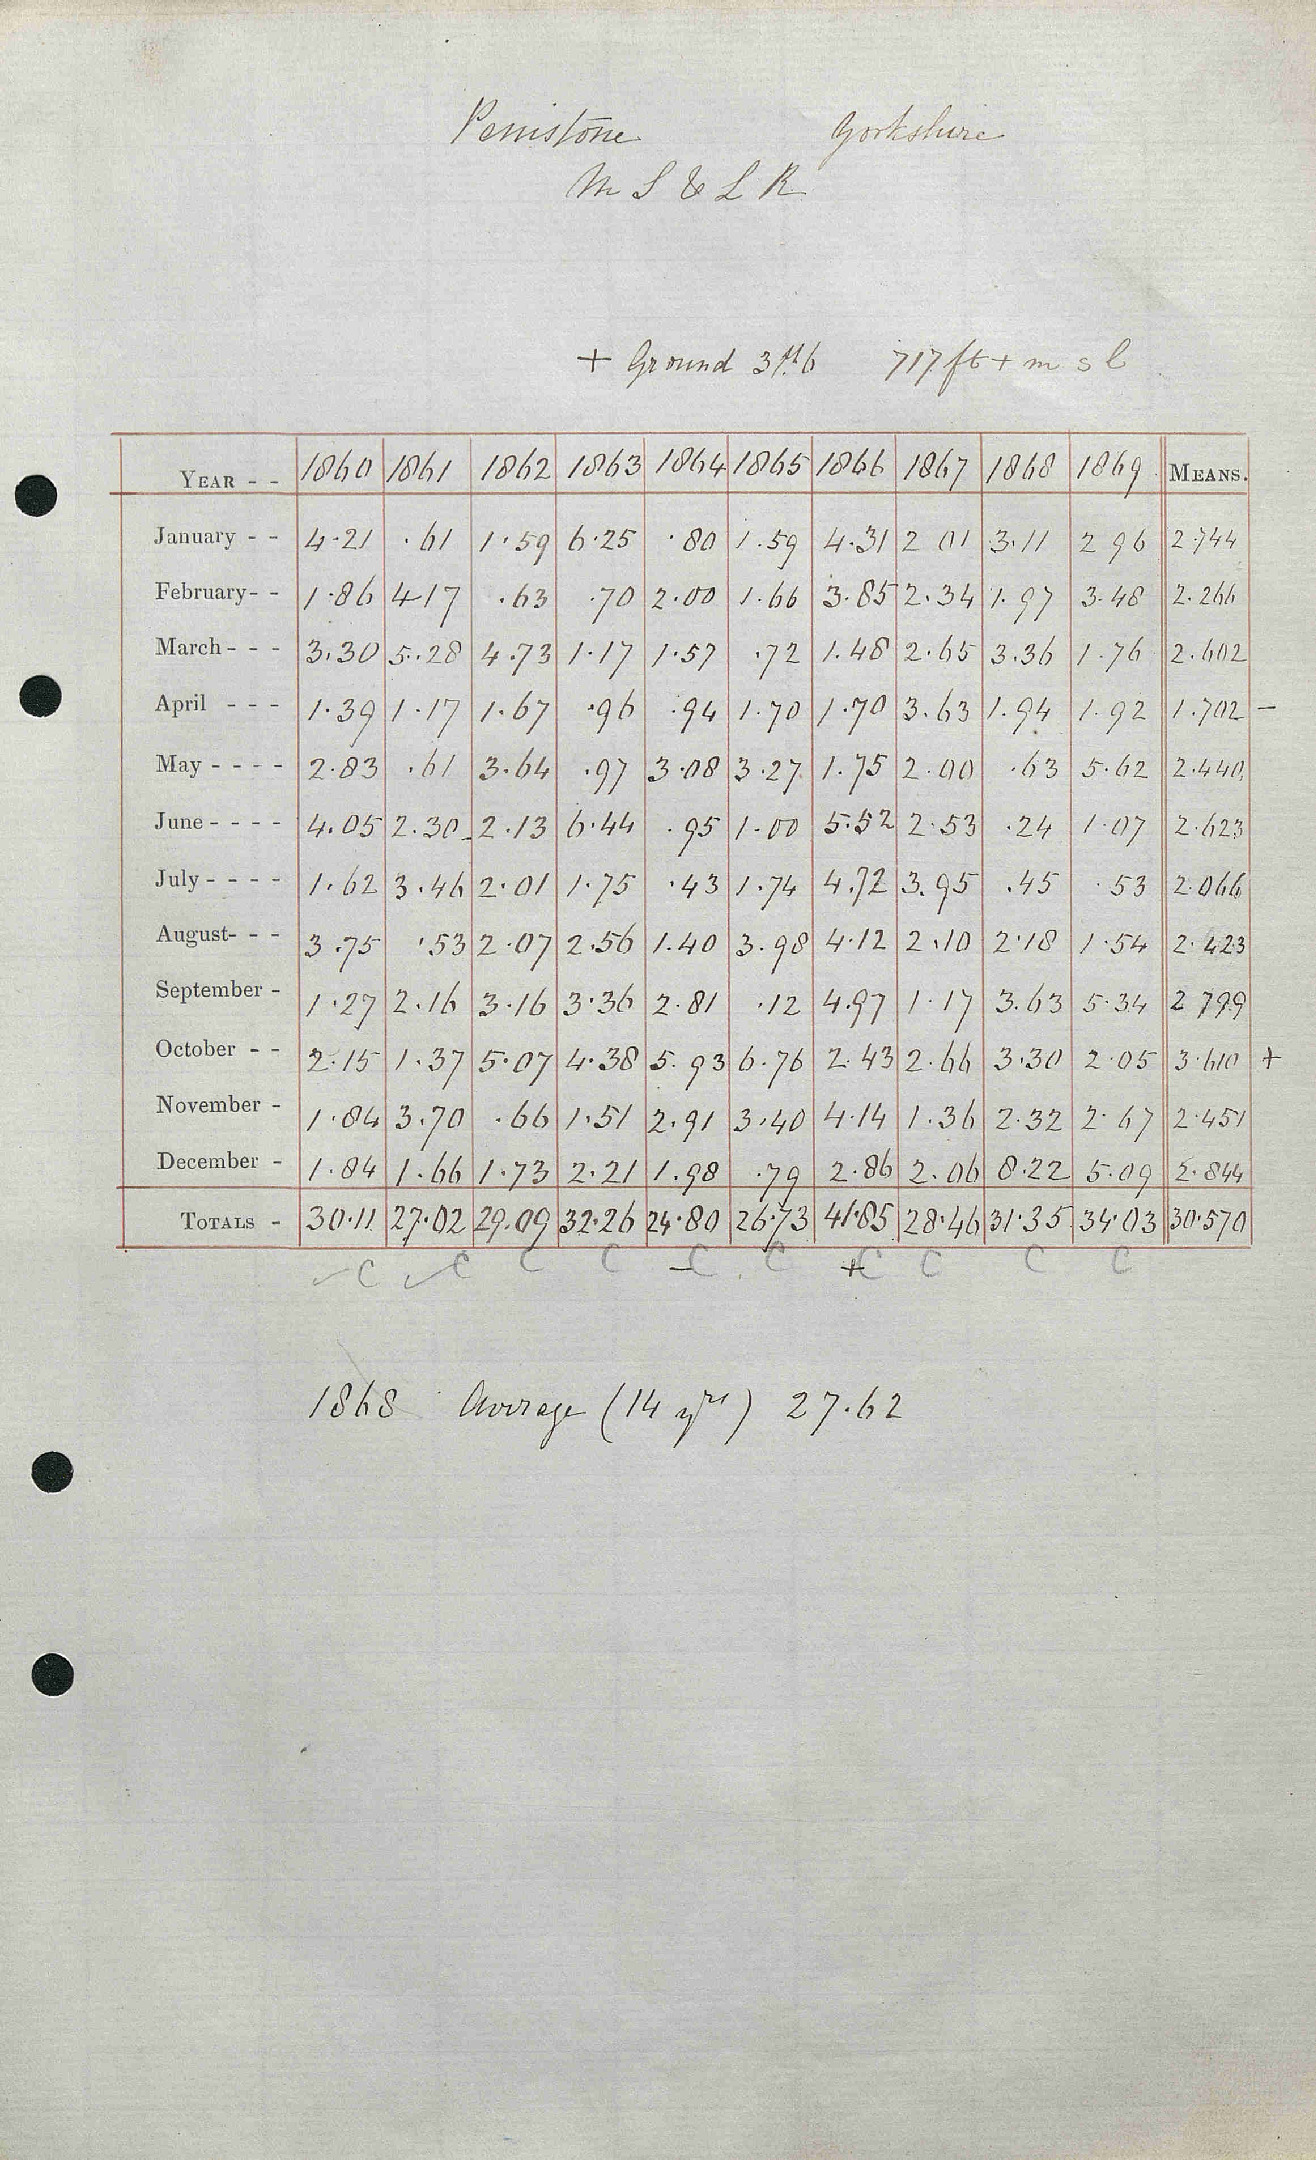 Penistone Yorkshire
M S & L R
+ Ground 3ft 6 717 ft + m s l
YEAR - - 1860 1861 1862 1863 1864 1865 1866 1867 1868 1869 MEANS.
January - - 4.21 .61 1.59 6.25 .80 1.59 4.31 2 01 3.11 2 96 2.744
February - - 1.86 4.17 .63 .70 2.00 1.66 3.85 2.34 1.97 3.48 2.266
March - - - 3.30 5.28 4.73 1.17 1.57 .72 1.48 2.65 3.36 1.76 2.602
April - - - 1.39 1.17 1.67 .96 .94 1.70 1.70 3.63 1.94 1.92 1.702 -
May - - - - 2.83 .61 3.64 .97 3.08 3.27 1.75 2.00 .63 5.62 2.440
June - - - - 4.05 2.30 2.13 6.44 .95 1.00 5.52 2.53 .24 1.07 2.623
July - - - - 1.62 3.46 2.01 1.75 .43 1.74 4.72 3.95 .45 .53 2.066
August - - - 3.75 .53 2.07 2.56 1.40 3.98 4.12 2.10 2.18 1.54 2.423
September - 1.27 2.16 3.16 3.36 2.81 .12 4.97 1.17 3.63 5.34 2 799
October - - 2.15 1.37 5.07 4.38 5.93 6.76 2.43 2.66 3.30 2.05 3.610 +
November - 1.84 3.70 .66 1.51 2.91 3.40 4.14 1.36 2.32 2.67 2.451
December - 1.84 1.66 1.73 2.21 1.98 .79 2.86 2.06 8.22 5.09 2.844
TOTALS - 30.11 27.02 29.09 32.26 24.80 26.73 41.85 28.46 31.35 34.03 30.570
✓ C ✓ C C C - C C + C C C C
1868 Average (14 yrs) 27.62